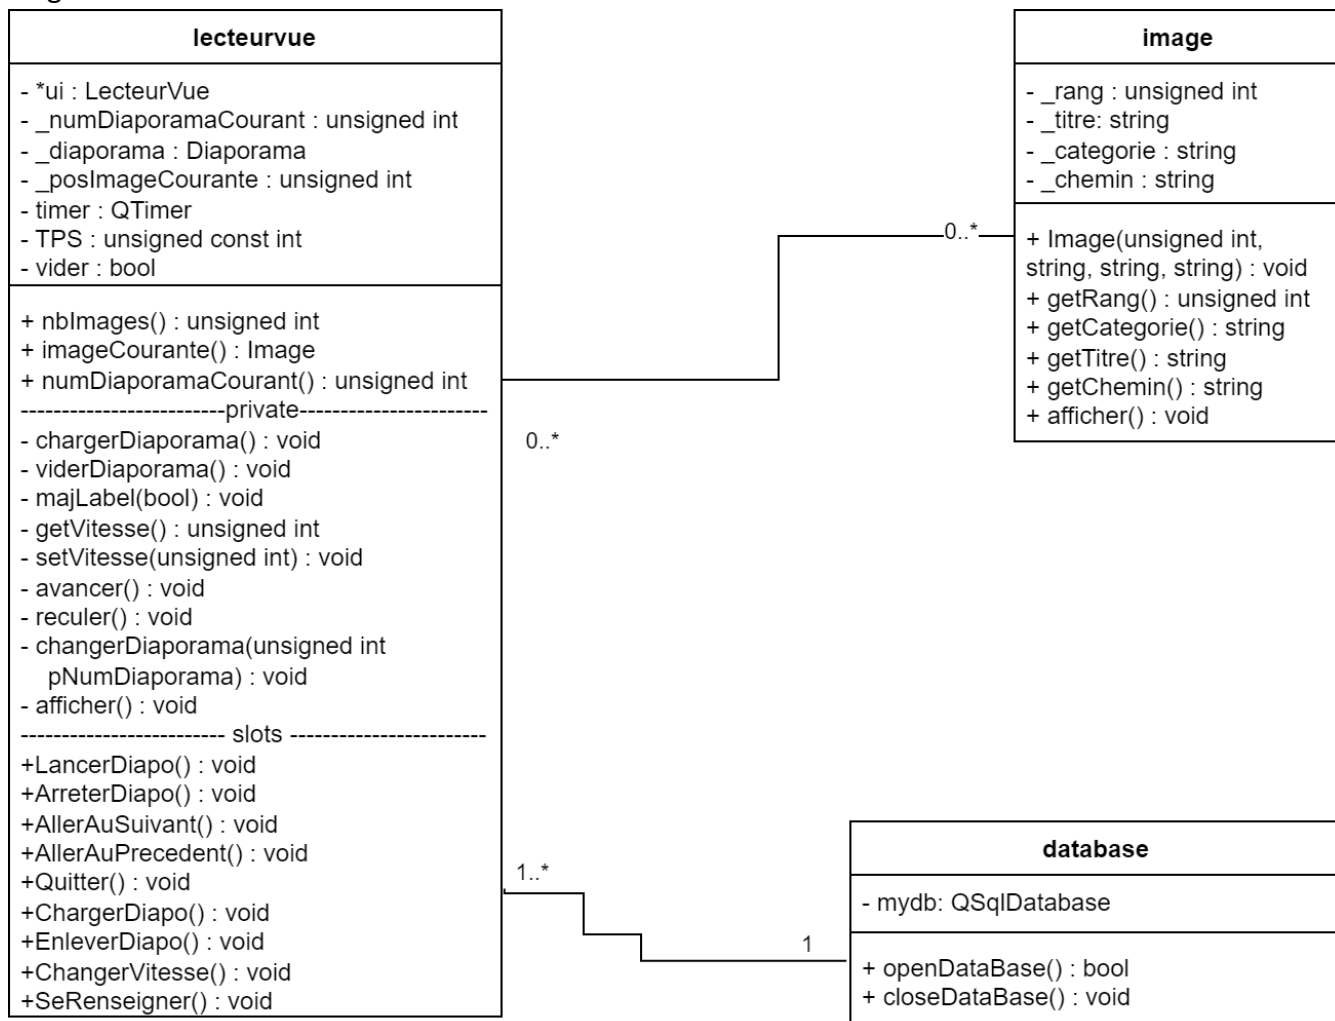 lecteurvue
- *ui : LecteurVue
- _numDiaporamaCourant : unsigned int
- _diaporama : Diaporama
- _posImageCourante : unsigned int
- timer : QTimer
- TPS : unsigned const int
- vider : bool
+ nbImages() : unsigned int
+ imageCourante() : Image
+ numDiaporamaCourant() : unsigned int
-------------------------private-----------------------
- chargerDiaporama() : void
- viderDiaporama() : void
- majLabel(bool) : void
- getVitesse() : unsigned int
- setVitesse(unsigned int) : void
- avancer() : void
- reculer() : void
- changerDiaporama(unsigned int
pNumDiaporama) : void
- afficher() : void
------------------------- slots ------------------------
+LancerDiapo() : void
+ArreterDiapo() : void
+AllerAuSuivant() : void
+AllerAuPrecedent() : void
+Quitter() : void
+ChargerDiapo() : void
+EnleverDiapo() : void
+ChangerVitesse() : void
+SeRenseigner() : void
0..*
0..*
image
- _rang : unsigned int
- _titre: string
- _categorie : string
- _chemin : string
+ Image(unsigned int,
string, string, string) : void
+ getRang() : unsigned int
+ getCategorie() : string
+ getTitre() : string
+ getChemin() : string
+ afficher() : void
1..*
1
database
- mydb: QSqlDatabase
+ openDataBase() : bool
+ closeDataBase() : void